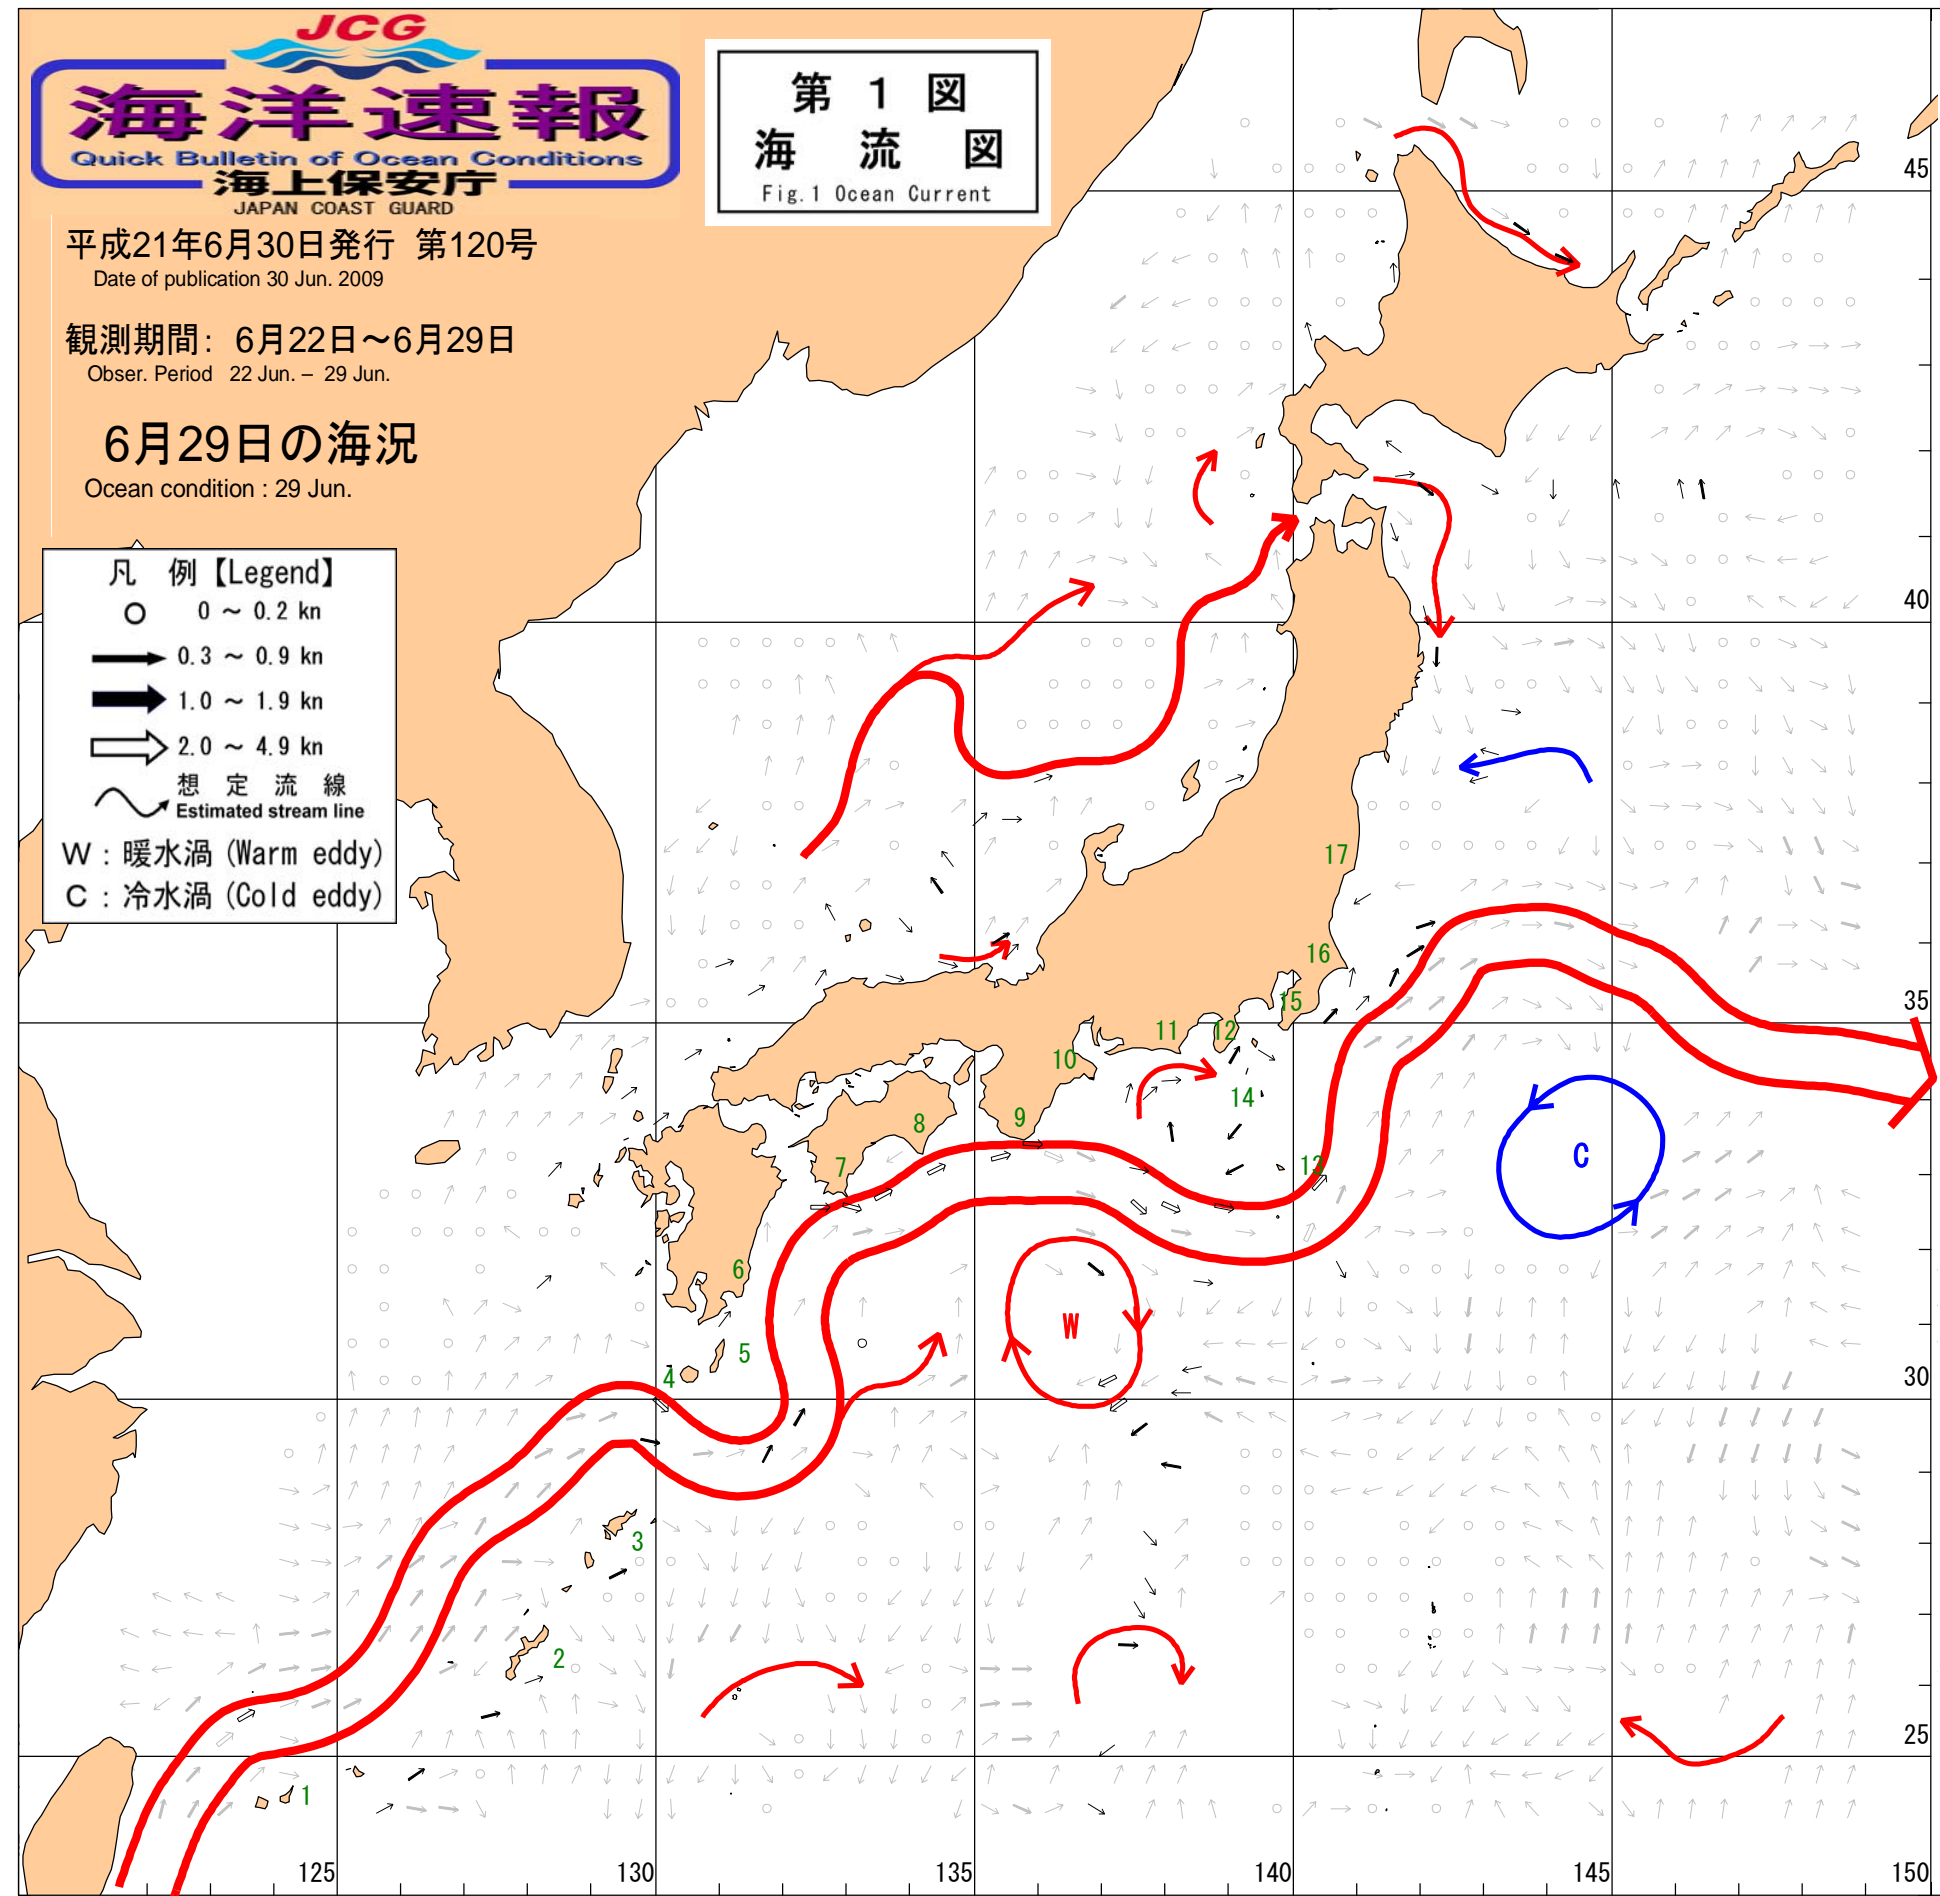 JCG
海洋速報
Quick Bulletin of Ocean Conditions
海上保安庁
JAPAN COAST GUARD
第 1 図
海 流 図
Fig.1 Ocean Current
平成21年6月30日発行 第120号
Date of publication 30 Jun. 2009
観測期間: 6月22日～6月29日
Obser. Period 22 Jun. – 29 Jun.
6月29日の海況
Ocean condition : 29 Jun.
凡 例【Legend】
0 ～ 0.2 kn
0.3 ～ 0.9 kn
1.0 ～ 1.9 kn
2.0 ～ 4.9 kn
想 定 流 線
Estimated stream line
W : 暖水渦 (Warm eddy)
C : 冷水渦 (Cold eddy)
45
40
17
16
35
15
11
12
10
14
9
8
C
7
13
6
W
5
4
30
3
2
25
1
125
130
135
140
145
150